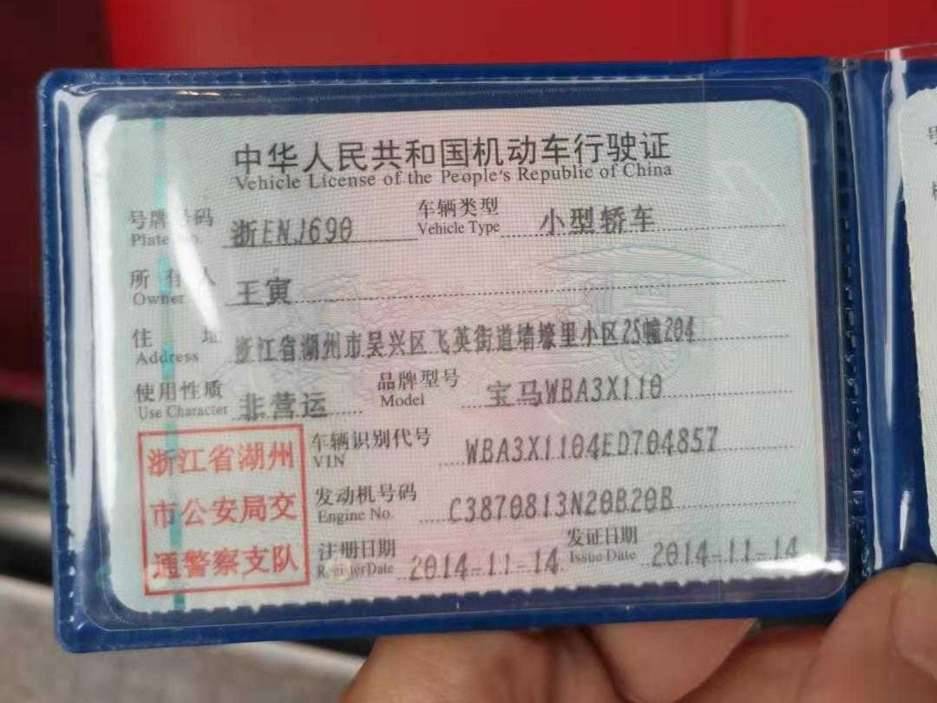 中华人民共和国机动车行驶证
Vehicle License of the People's Republic of China
号牌号码 浙ENJ690 车辆类型 小型轿车
Plate No. Vehicle Type
所有人 王寅
Owner
住址 浙江省湖州市吴兴区飞英街道墙壕里小区25幢204
Address
使用性质 非营运 品牌型号 宝马WBA3X110
Use Character Model
车辆识别代号 WBA3X1104ED704857
VIN
发动机号码 C3870813N20B20B
Engine No.
注册日期 2014-11-14 发证日期 2014-11-14
Register Date Issue Date
浙江省湖州
市公安局交
通警察支队